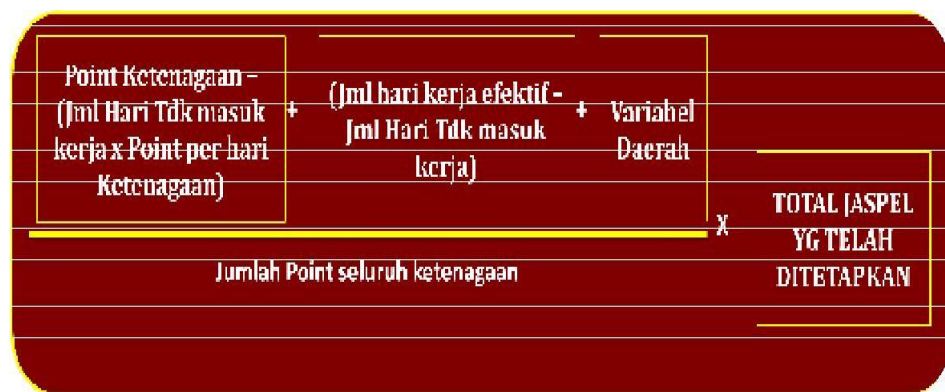 Point Ketenagaan –
(Jml Hari Tdk masuk
kerja x Point per hari
Ketenagaan)
+
(Jml hari kerja efektif –
Jml Hari Tdk masuk
kerja)
+
Variabel
Daerah
Jumlah Point seluruh ketenagaan
X
TOTAL JASPEL
YG TELAH
DITETAPKAN